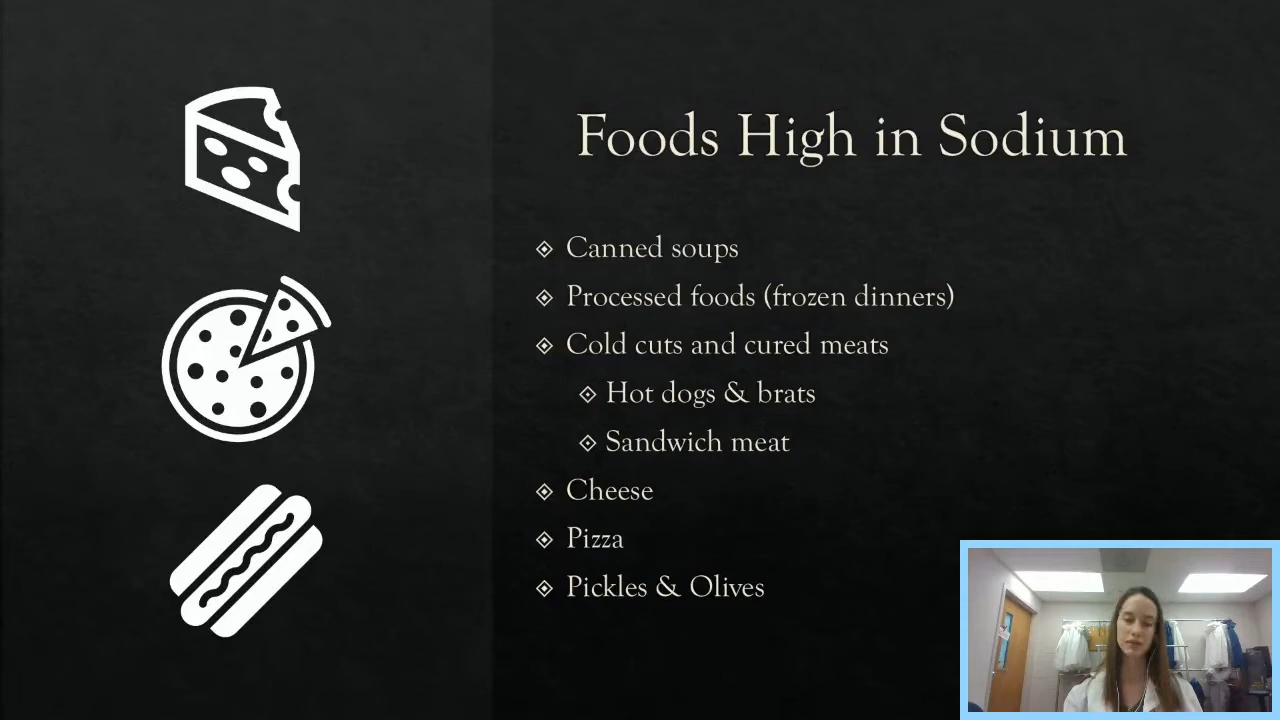 Foods High in Sodium
Canned soups
Processed foods (frozen dinners)
Cold cuts and cured meats
Hot dogs & brats
Sandwich meat
Cheese
Pizza
Pickles & Olives